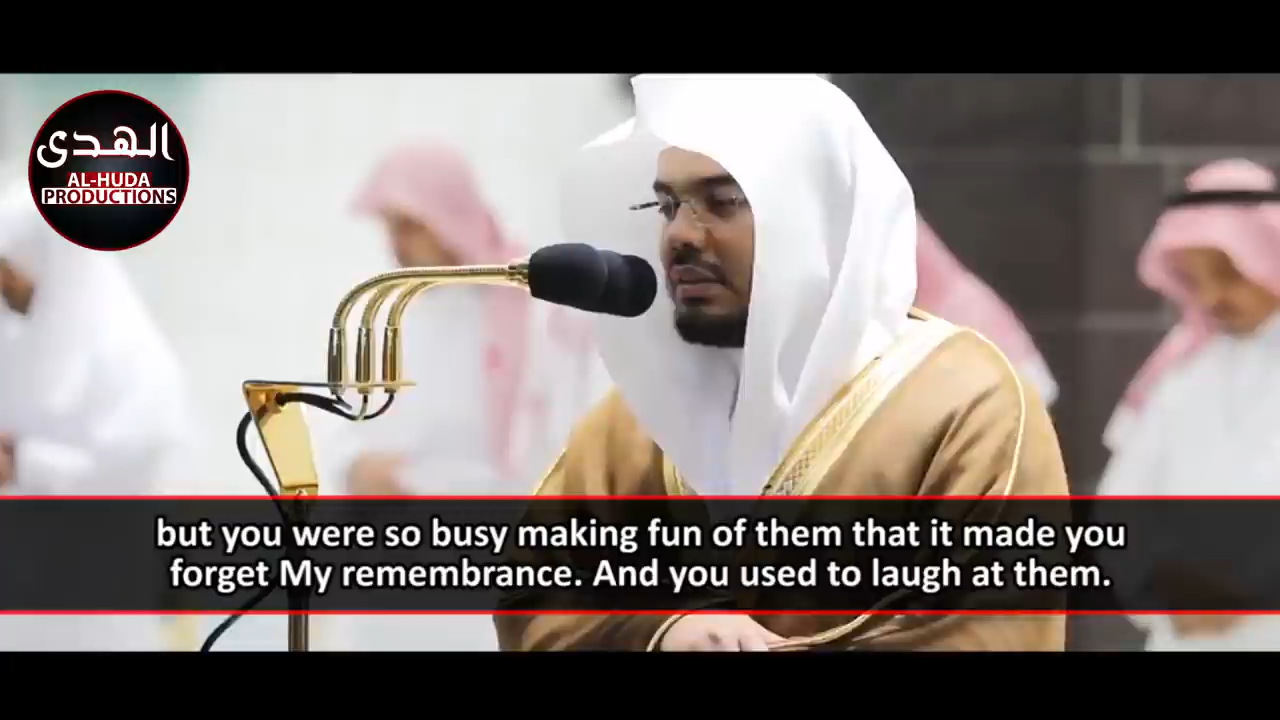 الهدى
AL-HUDA
PRODUCTIONS
but you were so busy making fun of them that it made you
forget My remembrance. And you used to laugh at them.